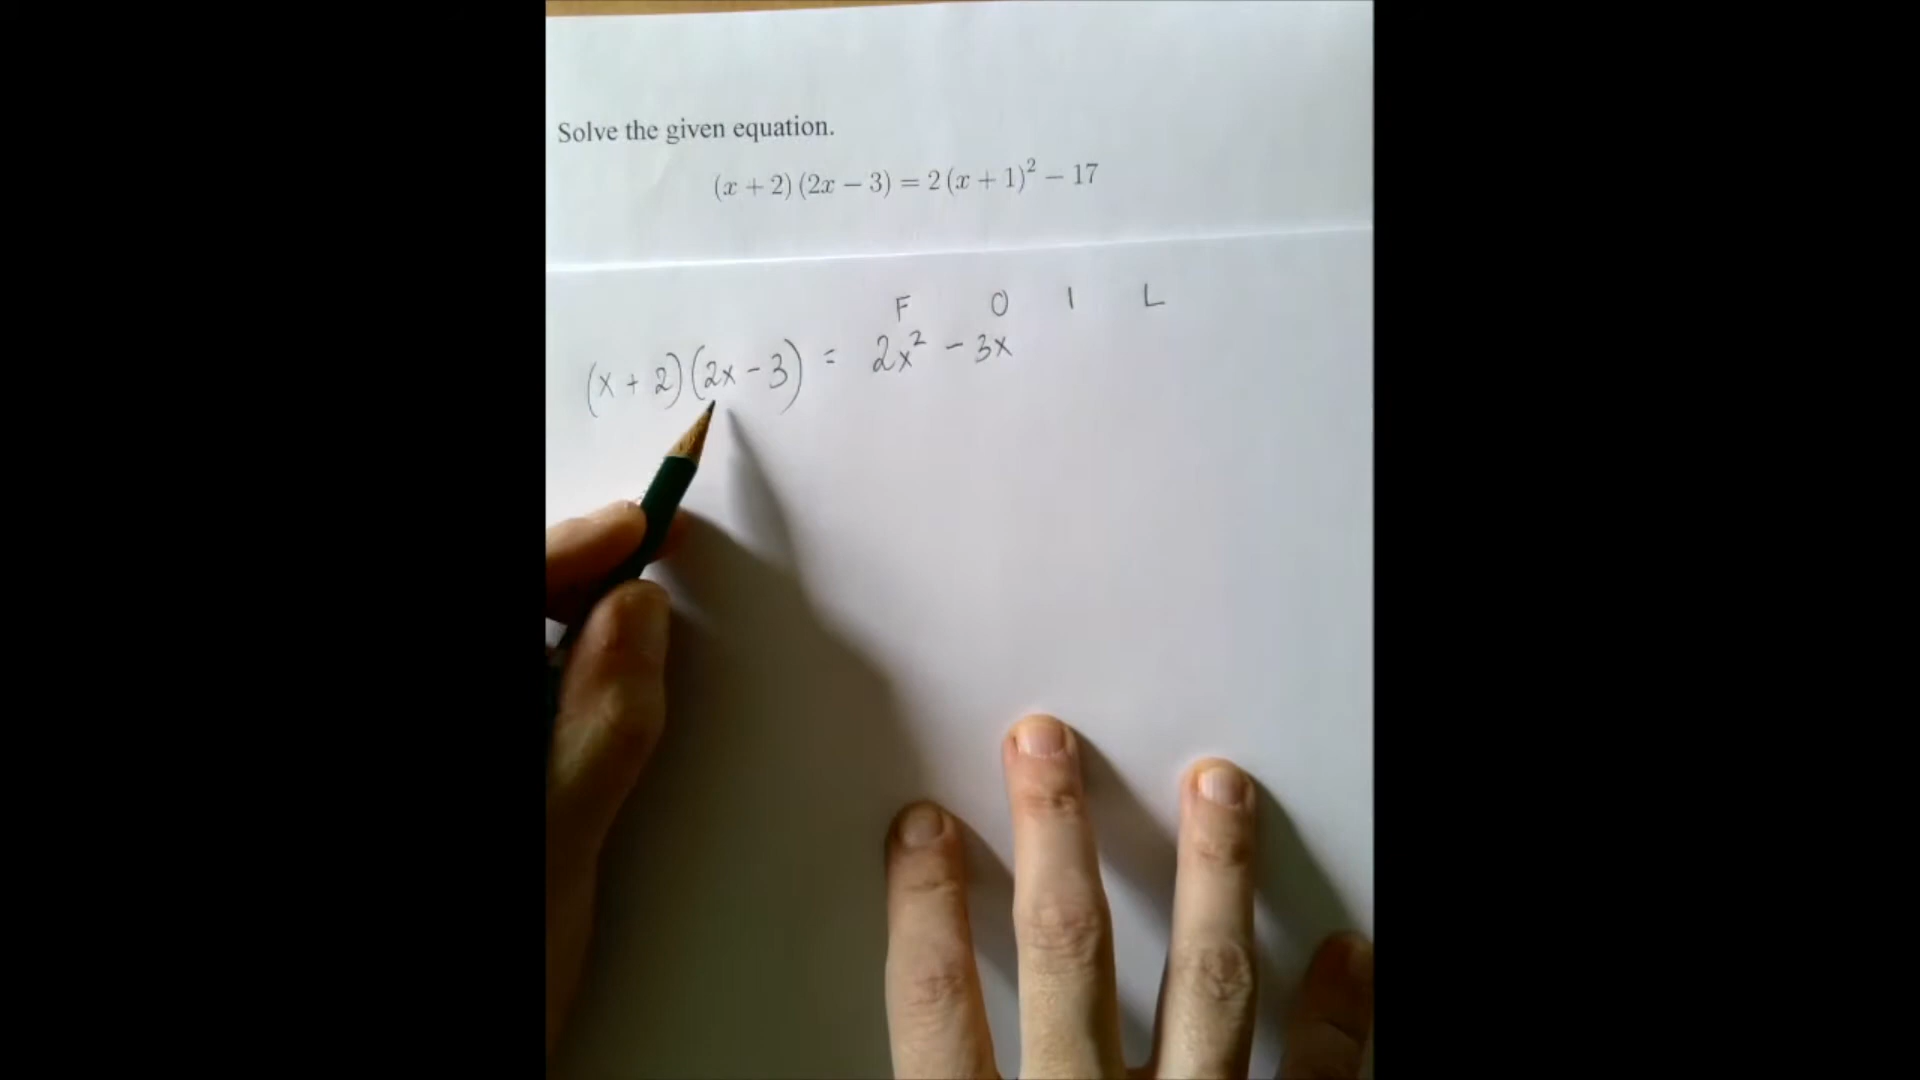 Solve the given equation.
(x + 2) (2x − 3) = 2 (x + 1)² − 17
F O I L
(x + 2)(2x − 3) = 2x² − 3x